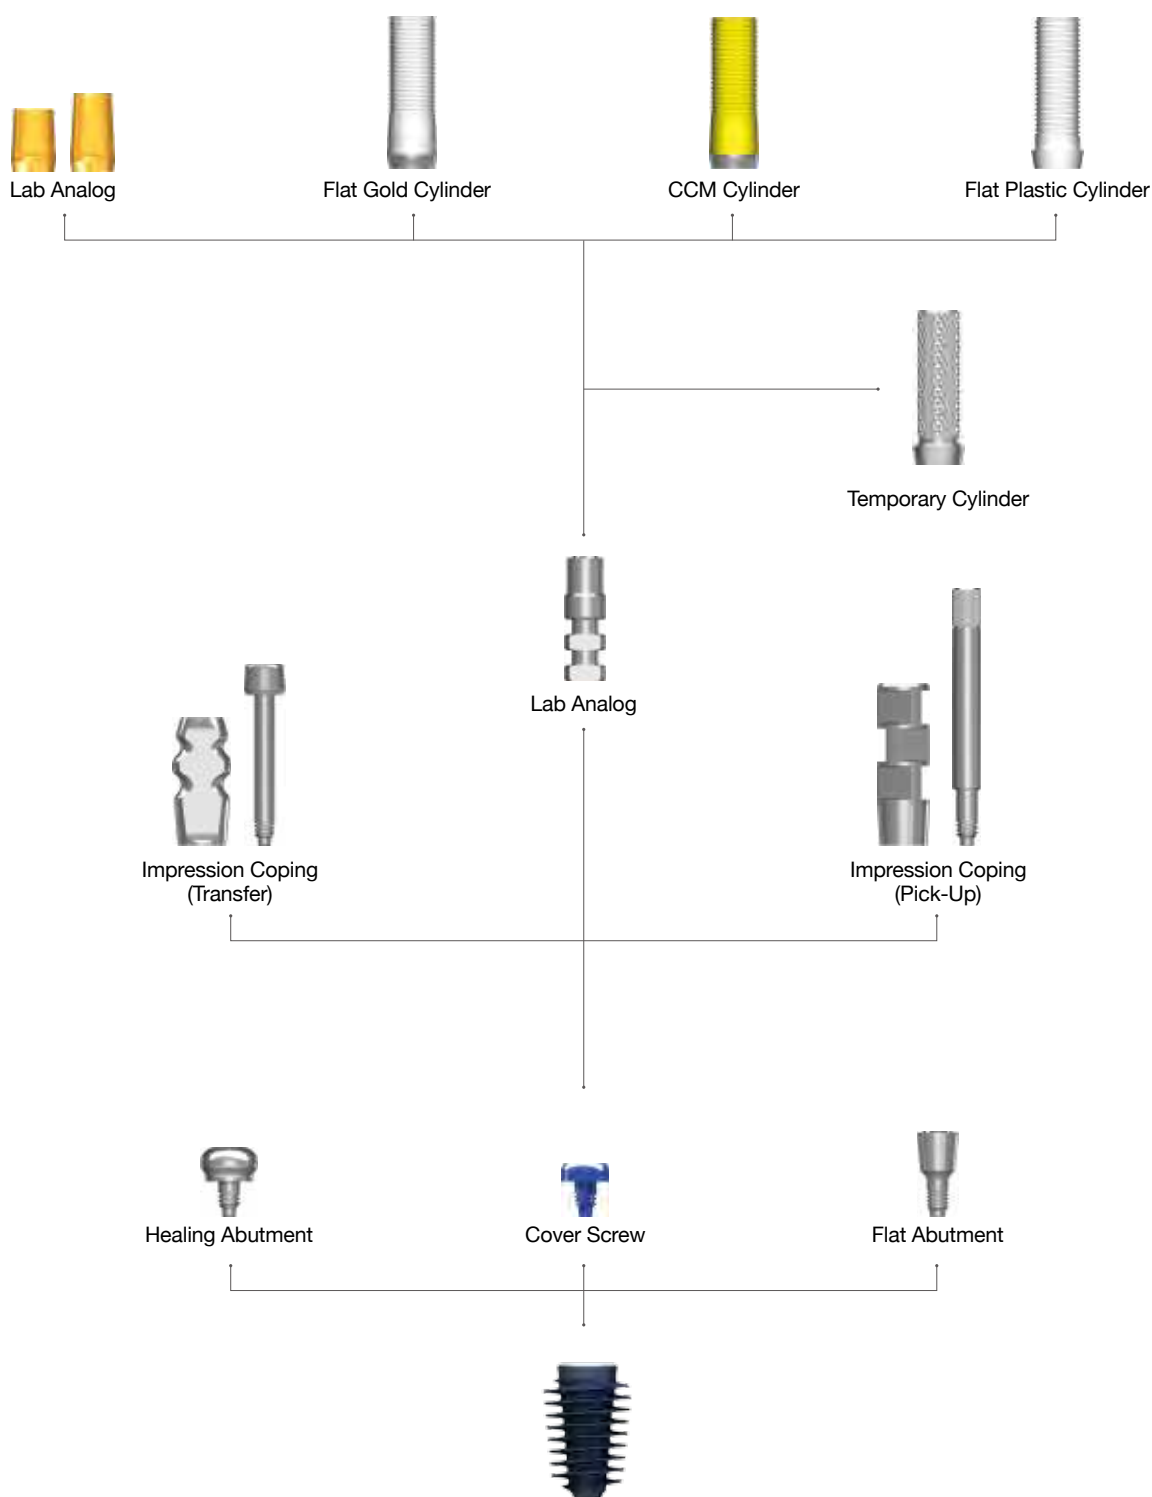 Lab Analog
Flat Gold Cylinder
CCM Cylinder
Flat Plastic Cylinder
Temporary Cylinder
Lab Analog
Impression Coping
(Transfer)
Impression Coping
(Pick-Up)
Healing Abutment
Cover Screw
Flat Abutment